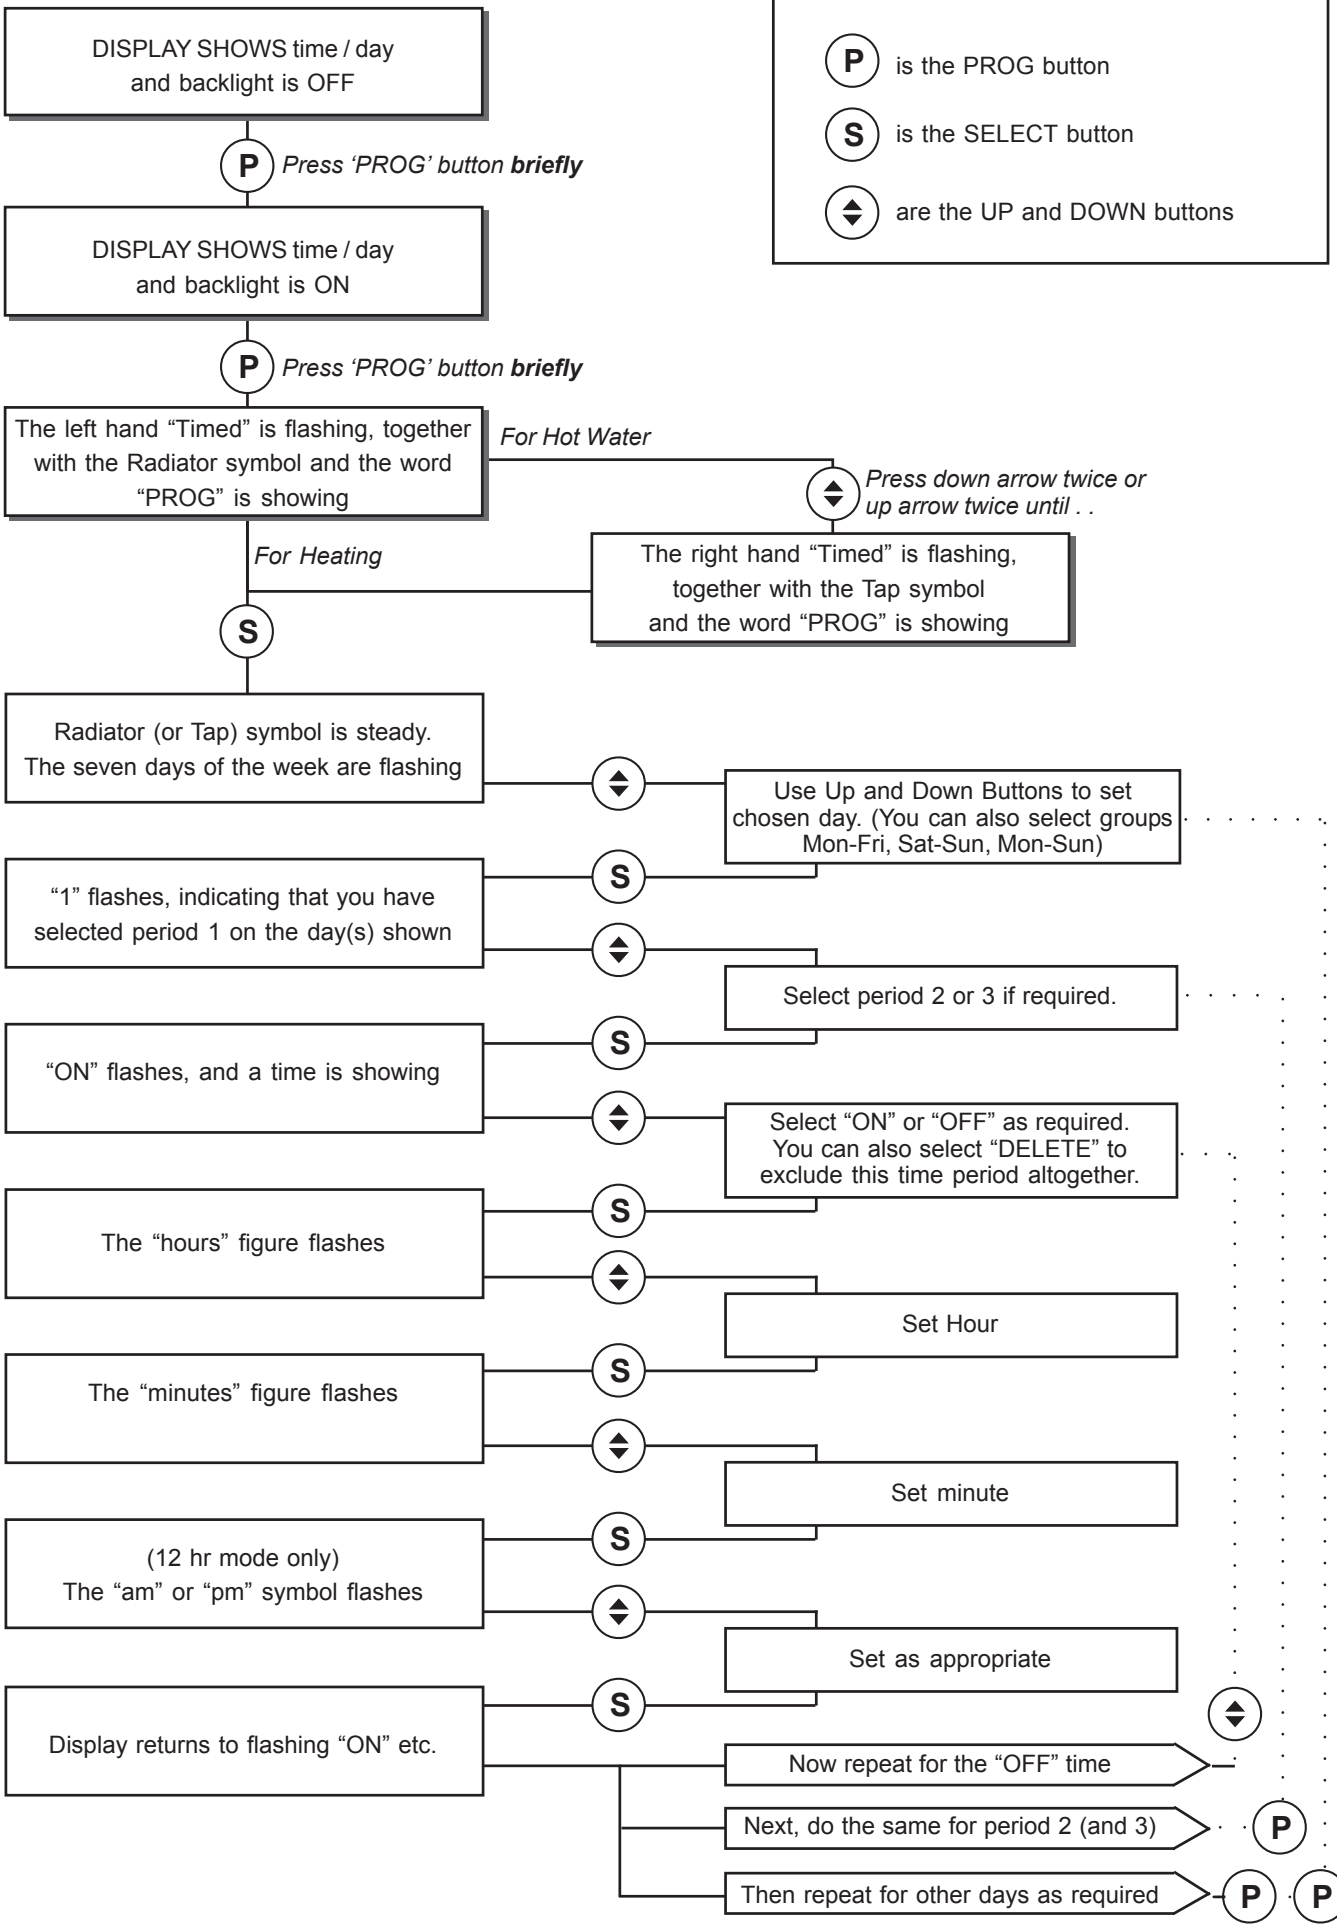 DISPLAY SHOWS time / day
and backlight is OFF
P is the PROG button
S is the SELECT button
are the UP and DOWN buttons
P Press ‘PROG’ button briefly
DISPLAY SHOWS time / day
and backlight is ON
P Press ‘PROG’ button briefly
The left hand “Timed” is flashing, together
with the Radiator symbol and the word
“PROG” is showing
For Hot Water
Press down arrow twice or
up arrow twice until . .
For Heating
The right hand “Timed” is flashing,
together with the Tap symbol
and the word “PROG” is showing
S
Radiator (or Tap) symbol is steady.
The seven days of the week are flashing
Use Up and Down Buttons to set
chosen day. (You can also select groups
Mon-Fri, Sat-Sun, Mon-Sun)
S
“1” flashes, indicating that you have
selected period 1 on the day(s) shown
Select period 2 or 3 if required.
S
“ON” flashes, and a time is showing
Select “ON” or “OFF” as required.
You can also select “DELETE” to
exclude this time period altogether.
S
The “hours” figure flashes
Set Hour
S
The “minutes” figure flashes
Set minute
S
(12 hr mode only)
The “am” or “pm” symbol flashes
Set as appropriate
S
Display returns to flashing “ON” etc.
Now repeat for the “OFF” time
Next, do the same for period 2 (and 3)
P
Then repeat for other days as required
P P